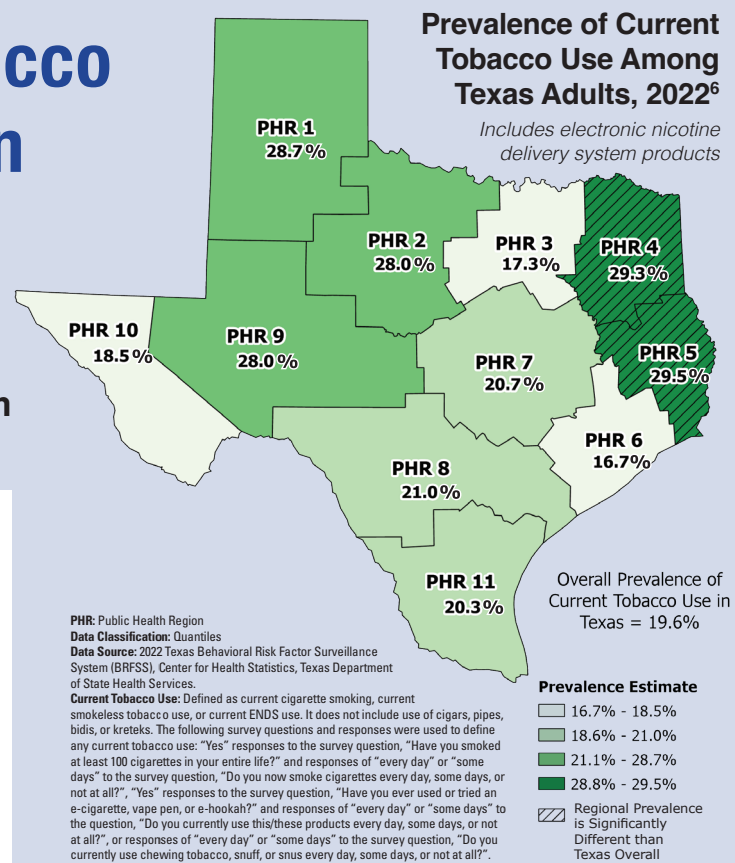 cco
n
n
Prevalence of Current
Tobacco Use Among
Texas Adults, 2022⁶
Includes electronic nicotine
delivery system products
PHR 1
28.7%
PHR 2
28.0%
PHR 3
17.3%
PHR 4
29.3%
PHR 10
18.5%
PHR 9
28.0%
PHR 7
20.7%
PHR 5
29.5%
PHR 6
16.7%
PHR 8
21.0%
PHR 11
20.3%
Overall Prevalence of
Current Tobacco Use in
Texas = 19.6%
PHR: Public Health Region
Data Classification: Quantiles
Data Source: 2022 Texas Behavioral Risk Factor Surveillance
System (BRFSS), Center for Health Statistics, Texas Department
of State Health Services.
Current Tobacco Use: Defined as current cigarette smoking, current
smokeless tobacco use, or current ENDS use. It does not include use of cigars, pipes,
bidis, or kreteks. The following survey questions and responses were used to define
any current tobacco use: “Yes” responses to the survey question, “Have you smoked
at least 100 cigarettes in your entire life?” and responses of “every day” or “some
days” to the survey question, “Do you now smoke cigarettes every day, some days, or
not at all?”, “Yes” responses to the survey question, “Have you ever used or tried an
e-cigarette, vape pen, or e-hookah?” and responses of “every day” or “some days” to
the question, “Do you currently use this/these products every day, some days, or not
at all?”, or responses of “every day” or “some days” to the survey question, “Do you
currently use chewing tobacco, snuff, or snus every day, some days, or not at all?”.
Prevalence Estimate
16.7% - 18.5%
18.6% - 21.0%
21.1% - 28.7%
28.8% - 29.5%
Regional Prevalence
is Significantly
Different than
Texas Overall